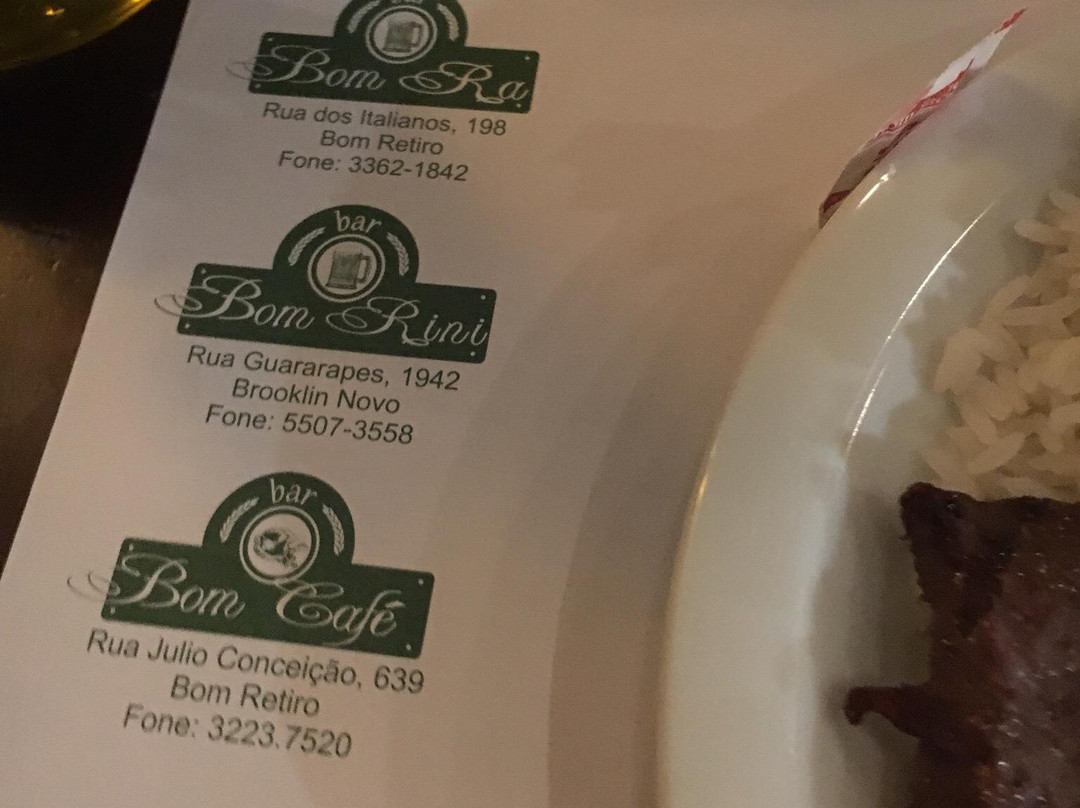 bar
Bom Ra
Rua dos Italianos, 198
Bom Retiro
Fone: 3362-1842
bar
Bom Rini
Rua Guararapes, 1942
Brooklin Novo
Fone: 5507-3558
bar
Bom Café
Rua Julio Conceição, 639
Bom Retiro
Fone: 3223.7520